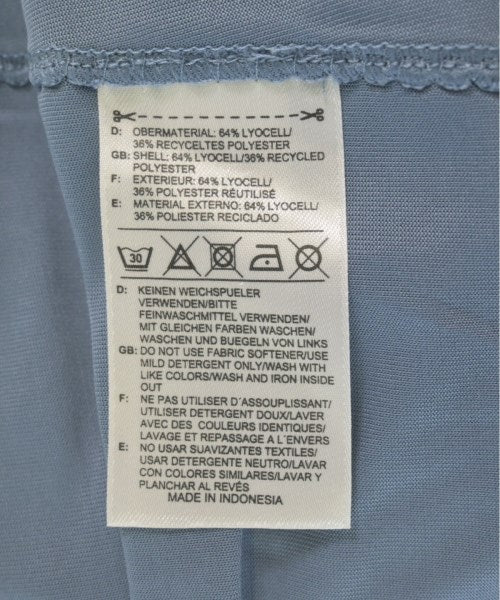 D: OBERMATERIAL: 64% LYOCELL/
36% RECYCELTES POLYESTER
GB: SHELL: 64% LYOCELL/36% RECYCLED
POLYESTER
F: EXTERIEUR: 64% LYOCELL/
36% POLYESTER RÉUTILISÉ
E: MATERIAL EXTERNO: 64% LYOCELL/
36% POLIESTER RECICLADO
30
D: KEINEN WEICHSPUELER
VERWENDEN/BITTE
FEINWASCHMITTEL VERWENDEN/
MIT GLEICHEN FARBEN WASCHEN/
WASCHEN UND BUEGELN VON LINKS
GB: DO NOT USE FABRIC SOFTENER/USE
MILD DETERGENT ONLY/WASH WITH
LIKE COLORS/WASH AND IRON INSIDE
OUT
F: NE PAS UTILISER D´ASSOUPLISSANT/
UTILISER DETERGENT DOUX/LAVER
AVEC DES COULEURS IDENTIQUES/
LAVAGE ET REPASSAGE A L´ENVERS
E: NO USAR SUAVIZANTES TEXTILES/
USAR DETERGENTE NEUTRO/LAVAR
CON COLORES SIMILARES/LAVAR Y
PLANCHAR AL REVÉS
MADE IN INDONESIA